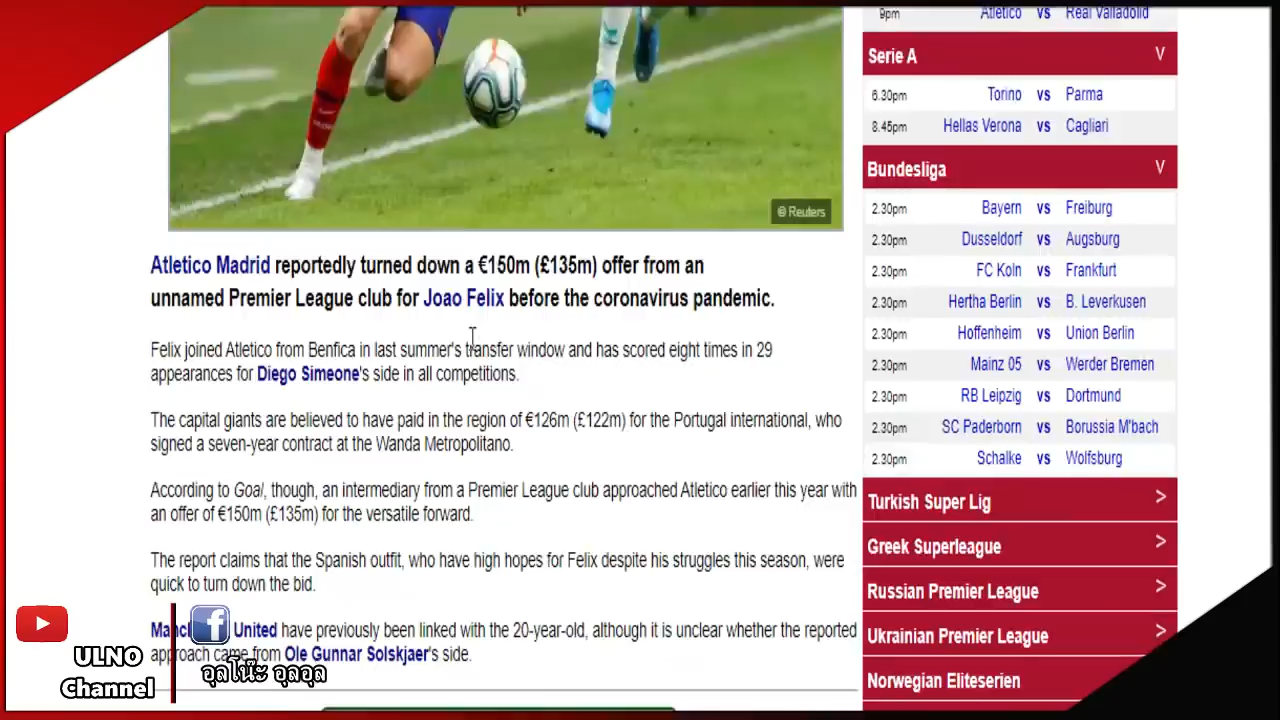 9pm Atletico vs Real Valladolid
Serie A V
6.30pm Torino vs Parma
8.45pm Hellas Verona vs Cagliari
Bundesliga V
2.30pm Bayern vs Freiburg
2.30pm Dusseldorf vs Augsburg
2.30pm FC Koln vs Frankfurt
2.30pm Hertha Berlin vs B. Leverkusen
2.30pm Hoffenheim vs Union Berlin
2.30pm Mainz 05 vs Werder Bremen
2.30pm RB Leipzig vs Dortmund
2.30pm SC Paderborn vs Borussia M'bach
2.30pm Schalke vs Wolfsburg
Turkish Super Lig >
Greek Superleague >
Russian Premier League >
Ukrainian Premier League >
Norwegian Eliteserien
© Reuters
Atletico Madrid reportedly turned down a €150m (£135m) offer from an
unnamed Premier League club for Joao Felix before the coronavirus pandemic.
Felix joined Atletico from Benfica in last summer's transfer window and has scored eight times in 29
appearances for Diego Simeone's side in all competitions.
The capital giants are believed to have paid in the region of €126m (£122m) for the Portugal international, who
signed a seven-year contract at the Wanda Metropolitano.
According to Goal, though, an intermediary from a Premier League club approached Atletico earlier this year with
an offer of €150m (£135m) for the versatile forward.
The report claims that the Spanish outfit, who have high hopes for Felix despite his struggles this season, were
quick to turn down the bid.
United have previously been linked with the 20-year-old, although it is unclear whether the reported
approach came from Ole Gunnar Solskjaer's side.
ULNO
Channel
f
อุลโน๊ะ อุลอุล